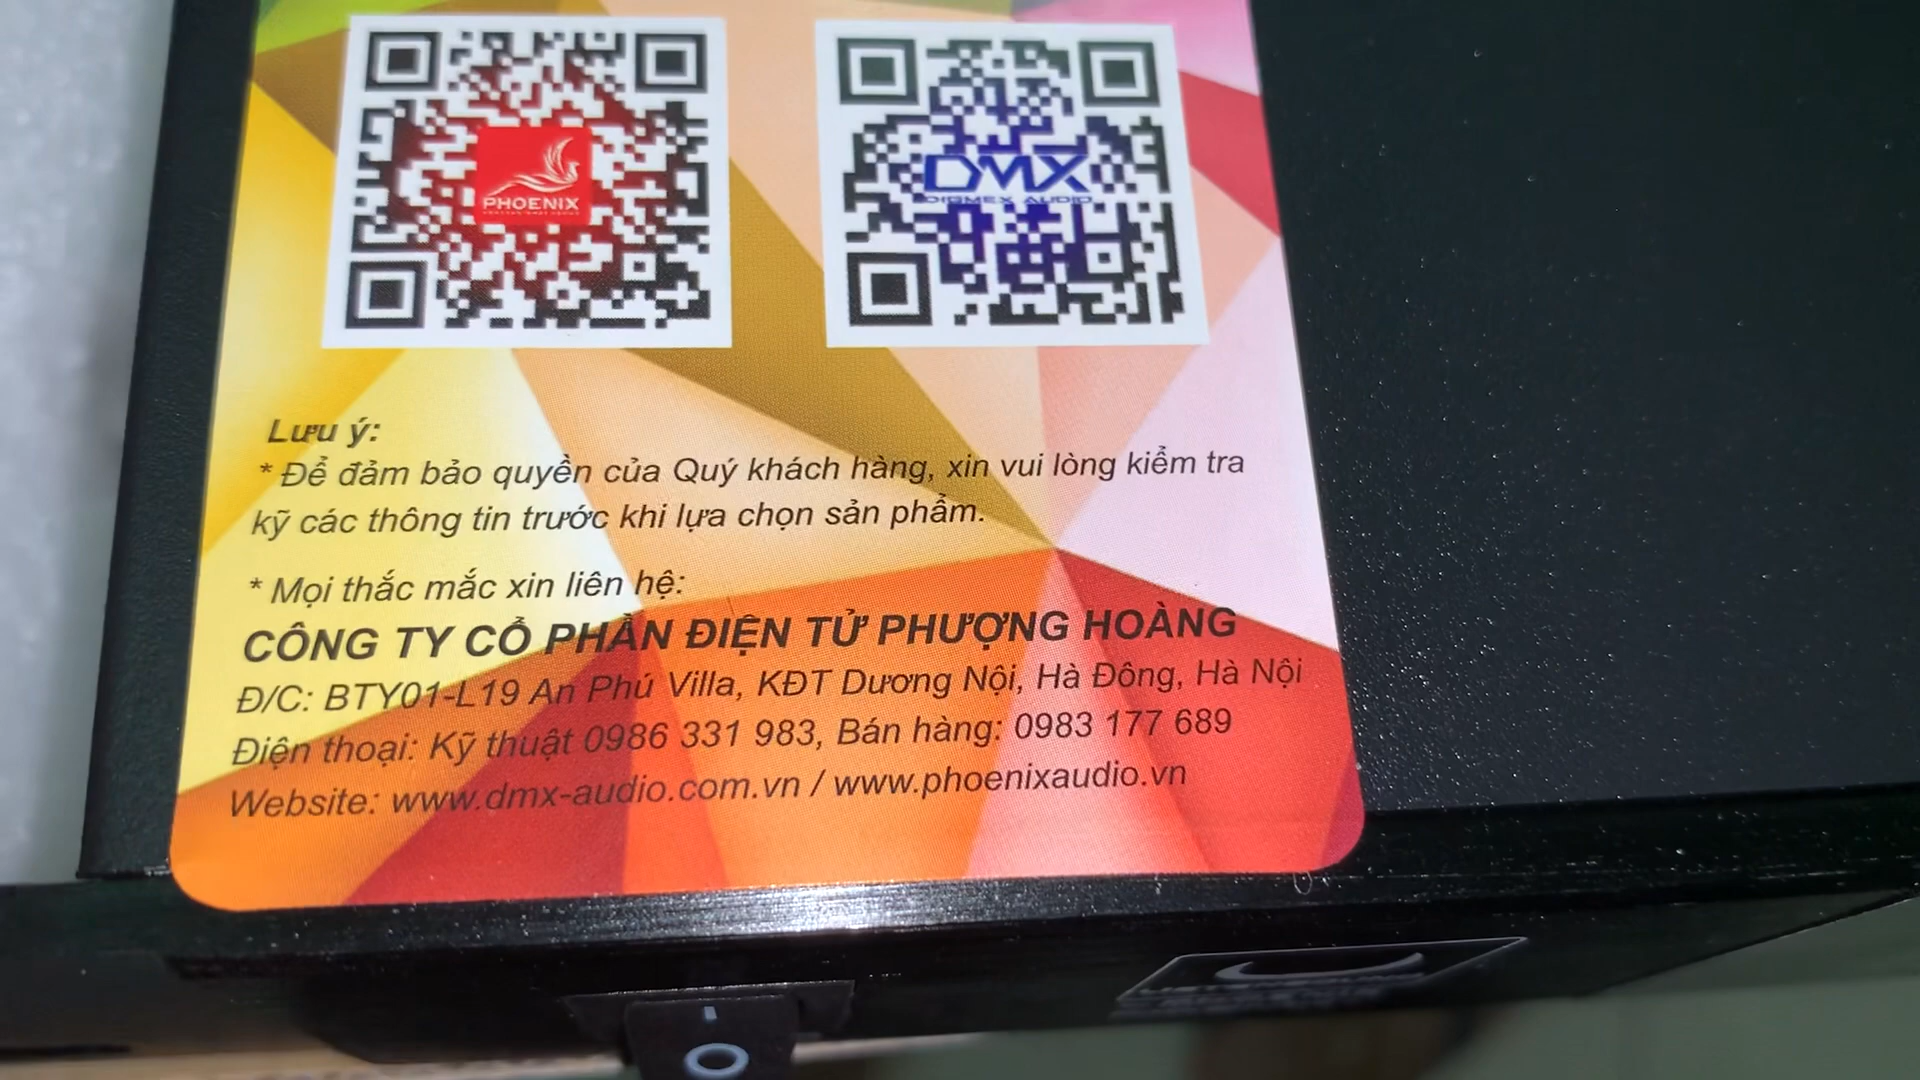 PHOENIX
DMX
DIGMEX AUDIO
Lưu ý:
* Để đảm bảo quyền của Quý khách hàng, xin vui lòng kiểm tra
kỹ các thông tin trước khi lựa chọn sản phẩm.
* Mọi thắc mắc xin liên hệ:
CÔNG TY CỔ PHẦN ĐIỆN TỬ PHƯỢNG HOÀNG
Đ/C: BTY01-L19 An Phú Villa, KĐT Dương Nội, Hà Đông, Hà Nội
Điện thoại: Kỹ thuật 0986 331 983, Bán hàng: 0983 177 689
Website: www.dmx-audio.com.vn / www.phoenixaudio.vn